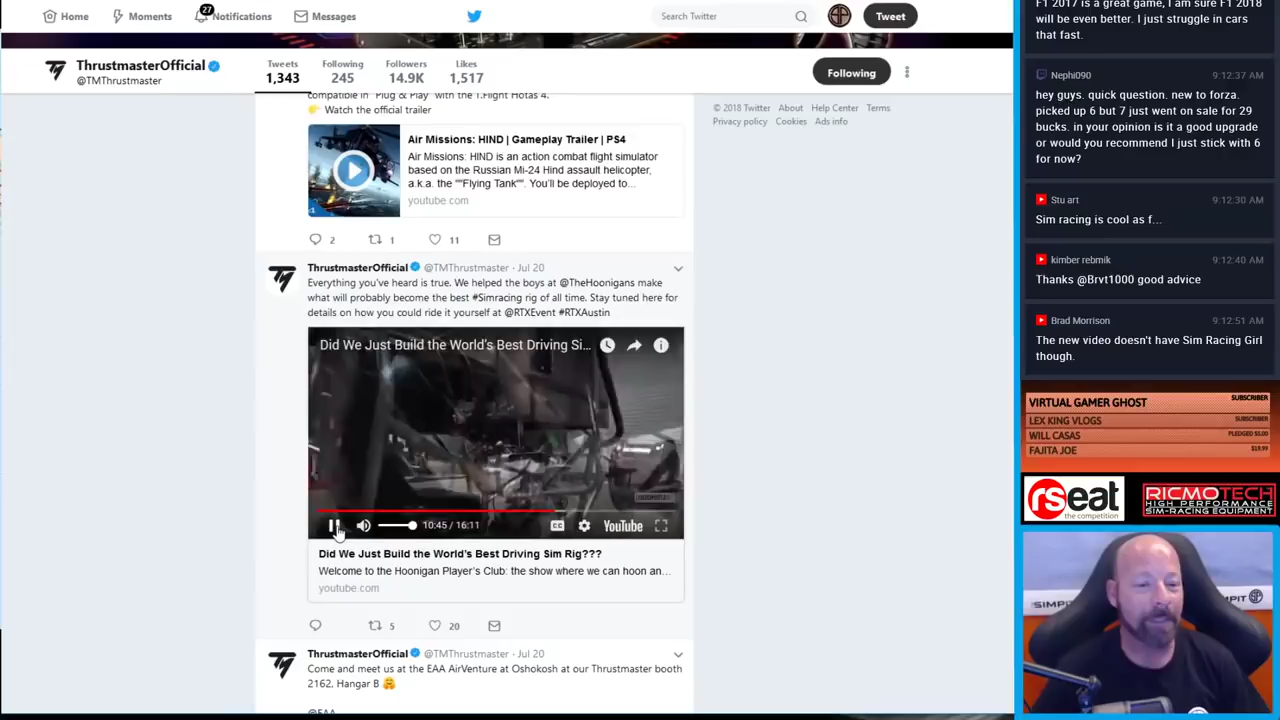 Home
Moments
27
Notifications
Messages
Search Twitter
Tweet
ThrustmasterOfficial
@TMThrustmaster
Tweets
1,343
Following
245
Followers
14.9K
Likes
1,517
Following
compatible in "Plug & Play" with the T.Flight Hotas 4.
Watch the official trailer
Air Missions: HIND | Gameplay Trailer | PS4
Air Missions: HIND is an action combat flight simulator
based on the Russian Mi-24 Hind assault helicopter,
a.k.a. the ""Flying Tank"". You'll be deployed to...
youtube.com
2
1
11
ThrustmasterOfficial @TMThrustmaster · Jul 20
Everything you've heard is true. We helped the boys at @TheHoonigans make
what will probably become the best #Simracing rig of all time. Stay tuned here for
details on how you could ride it yourself at @RTXEvent #RTXAustin
Did We Just Build the World's Best Driving Si...
10:45 / 16:11
CC
YouTube
Did We Just Build the World's Best Driving Sim Rig???
Welcome to the Hoonigan Player's Club: the show where we can hoon an...
youtube.com
5
20
ThrustmasterOfficial @TMThrustmaster · Jul 20
Come and meet us at the EAA AirVenture at Oshokosh at our Thrustmaster booth
2162, Hangar B
© 2018 Twitter About Help Center Terms
Privacy policy Cookies Ads info
F1 2017 is a great game, I am sure F1 2018
will be even better. I just struggle in cars
that fast.
Nephi090
9:12:37 AM
hey guys. quick question. new to forza.
picked up 6 but 7 just went on sale for 29
bucks. in your opinion is it a good upgrade
or would you recommend I just stick with 6
for now?
Stu art
9:12:30 AM
Sim racing is cool as f...
kimber rebmik
9:12:40 AM
Thanks @Brvt1000 good advice
Brad Morrison
9:12:51 AM
The new video doesn't have Sim Racing Girl
though.
VIRTUAL GAMER GHOST
SUBSCRIBER
LEX KING VLOGS
SUBSCRIBER
WILL CASAS
PLEDGED $5.00
FAJITA JOE
$19.99
rseat
the competition
RICMOTECH
HIGH PERFORMANCE
SIM-RACING EQUIPMENT
SIMPIT